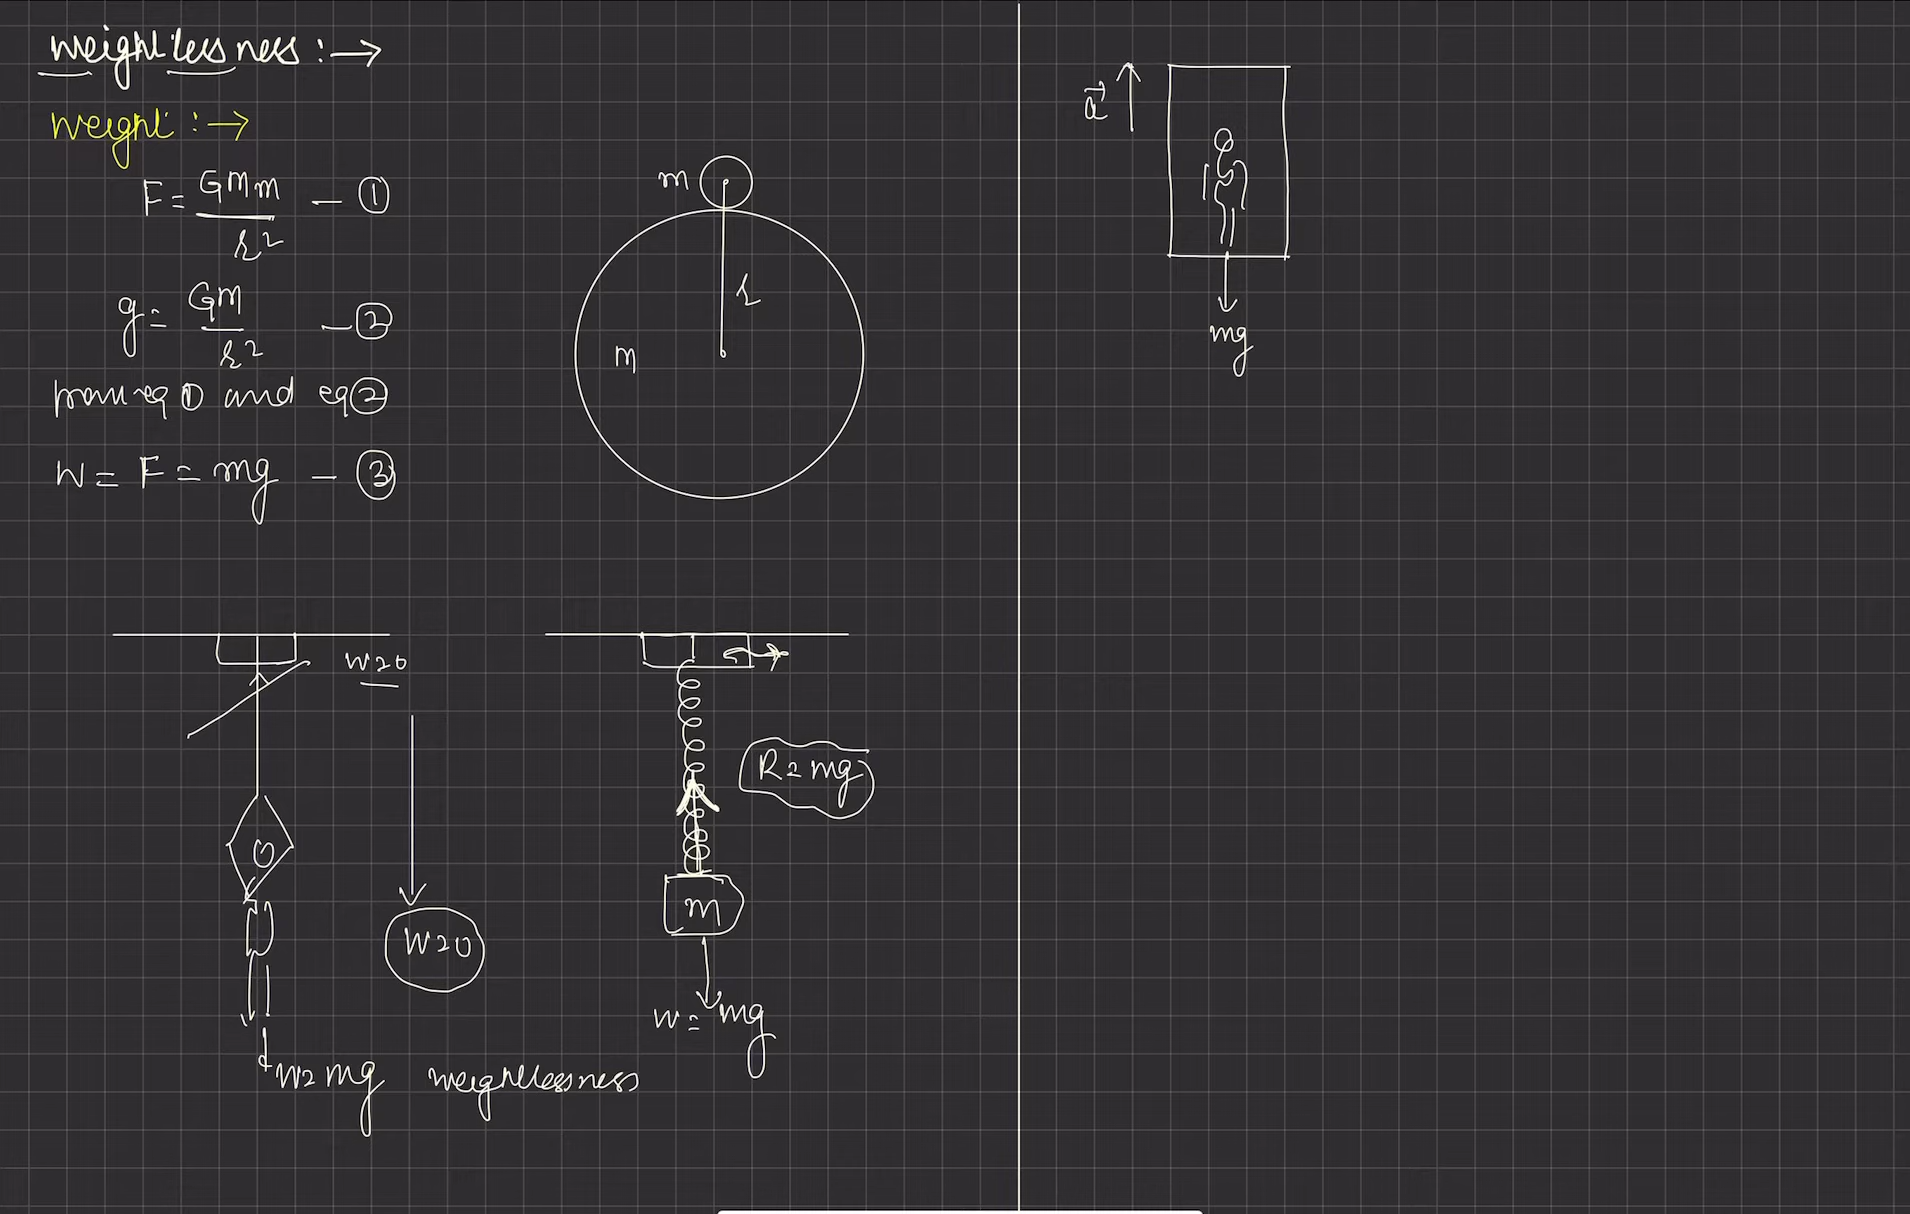 weightlessness :→
weight :→
F = GMm / r² — ①
g = GM / r² — ②
from eq ① and eq ②
W = F = mg — ③
m
r
m
W=0
R=mg
0
W=0
m
w=mg
W=mg weightlessness
a⃗
mg